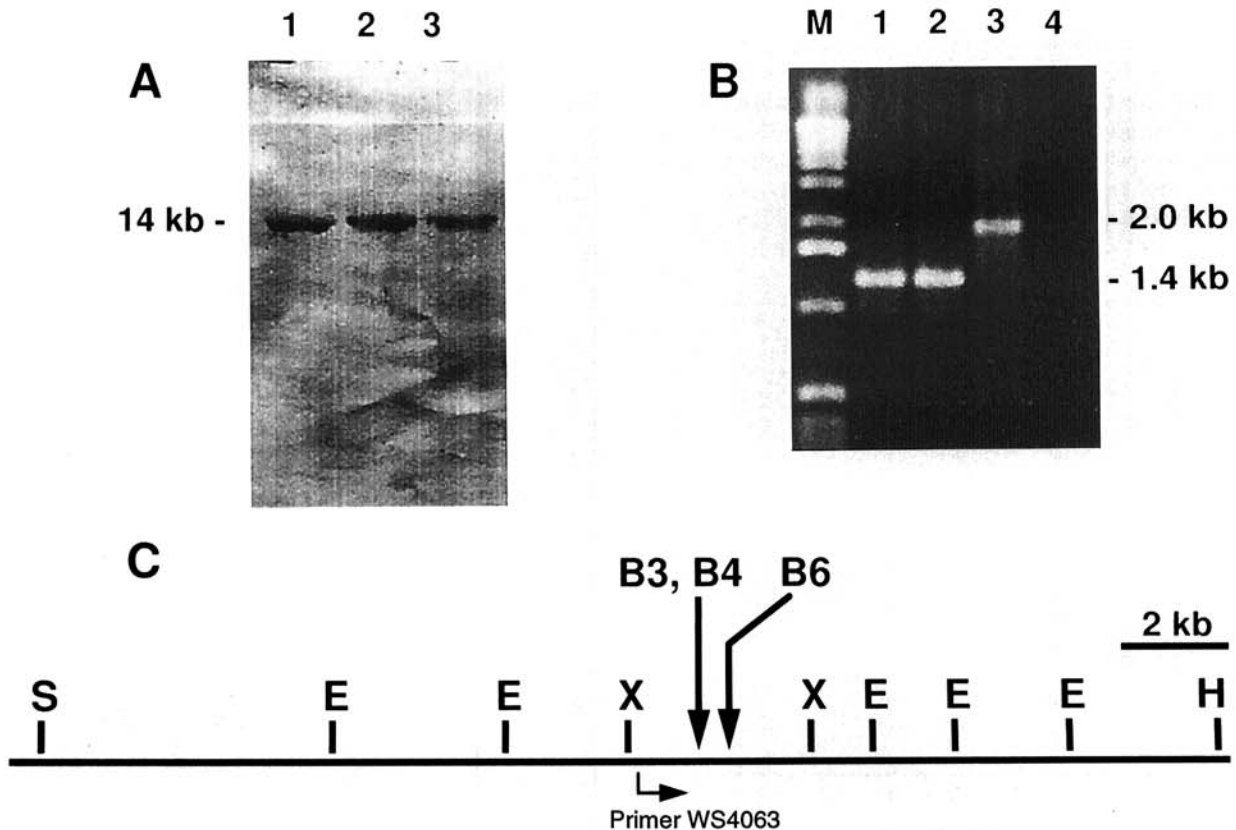 1 2 3
A
14 kb -
M 1 2 3 4
B
- 2.0 kb
- 1.4 kb
C
B3, B4 B6
2 kb
S E E X X E E E H
Primer WS4063